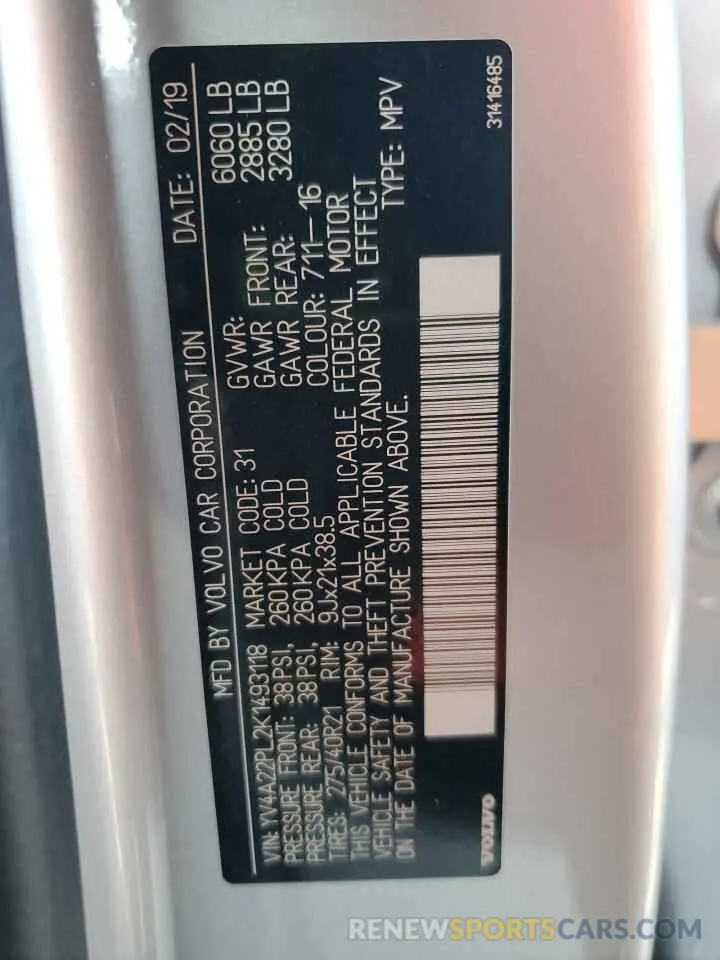 MFD BY VOLVO CAR CORPORATION DATE: 02/19
VIN: YV4A22PL2K1493118 MARKET CODE: 31 GVWR: 6060 LB
PRESSURE FRONT: 38PSI, 260KPA COLD GAWR FRONT: 2885 LB
PRESSURE REAR: 38PSI, 260KPA COLD GAWR REAR: 3280 LB
TIRES: 275/40R21 RIM: 9Jx21x38.5 COLOUR: 711—16
THIS VEHICLE CONFORMS TO ALL APPLICABLE FEDERAL MOTOR
VEHICLE SAFETY AND THEFT PREVENTION STANDARDS IN EFFECT
ON THE DATE OF MANUFACTURE SHOWN ABOVE. TYPE: MPV
VOLVO 31416485
RENEWSPORTSCARS.COM